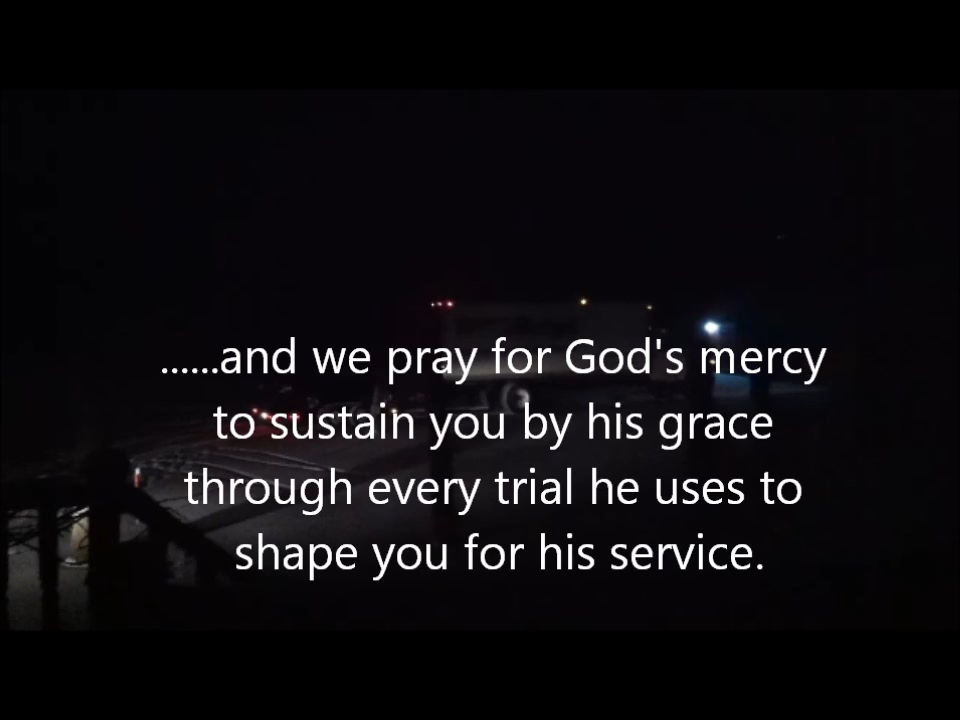 ......and we pray for God's mercy
to sustain you by his grace
through every trial he uses to
shape you for his service.